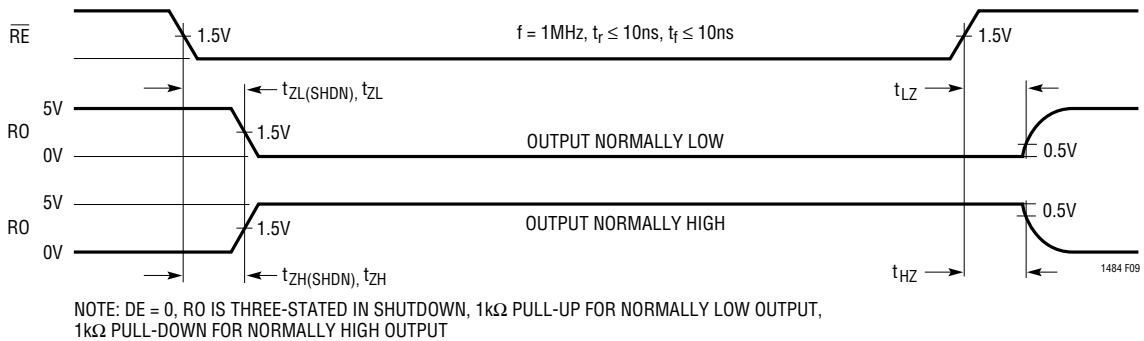 RE
1.5V
f = 1MHz, tr ≤ 10ns, tf ≤ 10ns
1.5V
tZL(SHDN), tZL
tLZ
5V
RO
0V
1.5V
OUTPUT NORMALLY LOW
0.5V
5V
RO
0V
1.5V
OUTPUT NORMALLY HIGH
0.5V
tZH(SHDN), tZH
tHZ
1484 F09
NOTE: DE = 0, RO IS THREE-STATED IN SHUTDOWN, 1kΩ PULL-UP FOR NORMALLY LOW OUTPUT,
1kΩ PULL-DOWN FOR NORMALLY HIGH OUTPUT